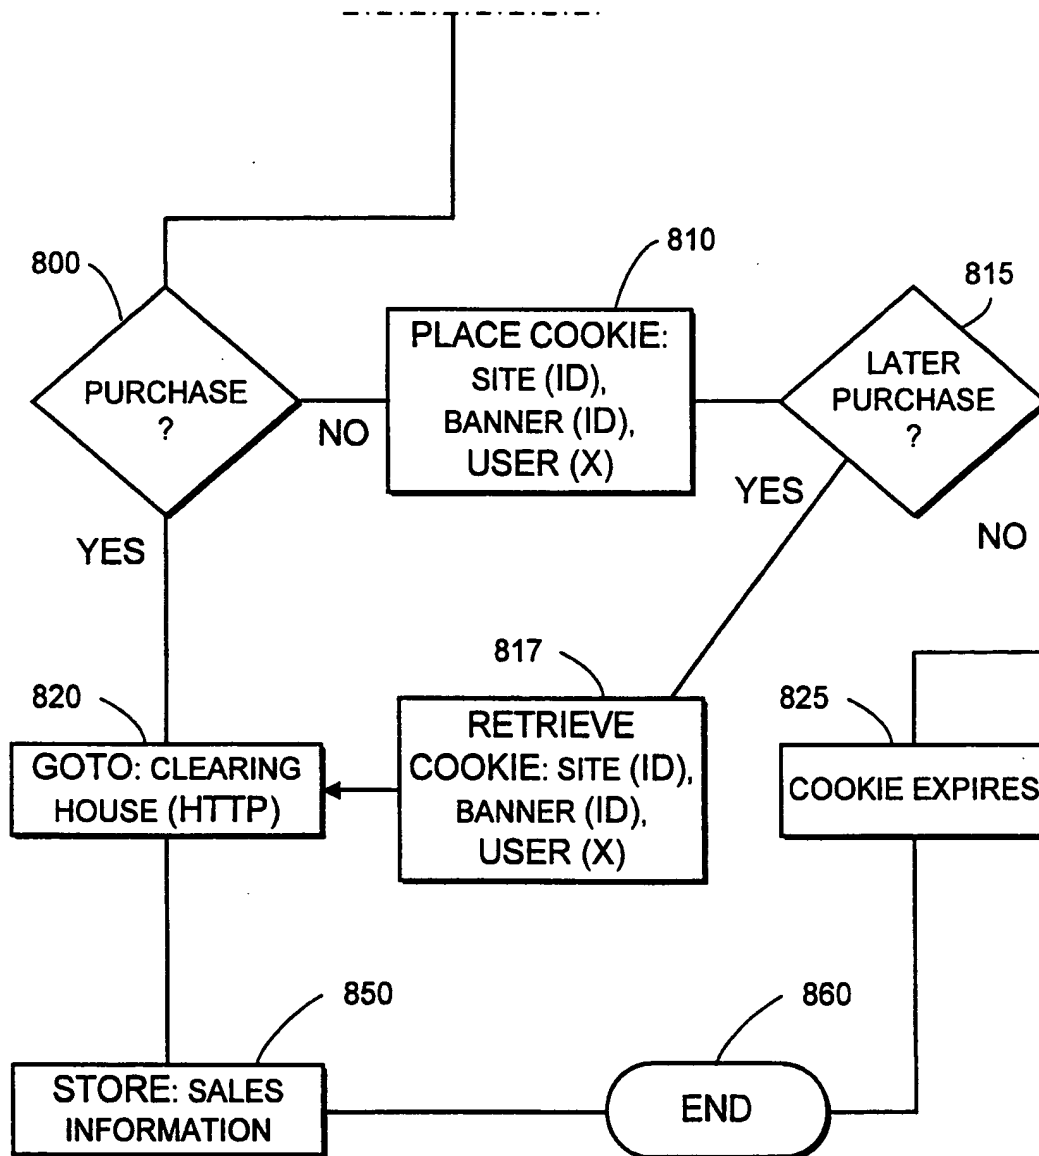 800
PURCHASE
?
YES
NO
810
PLACE COOKIE:
SITE (ID),
BANNER (ID),
USER (X)
815
LATER
PURCHASE
?
YES
NO
817
RETRIEVE
COOKIE: SITE (ID),
BANNER (ID),
USER (X)
820
GOTO: CLEARING
HOUSE (HTTP)
825
COOKIE EXPIRES
850
STORE: SALES
INFORMATION
860
END